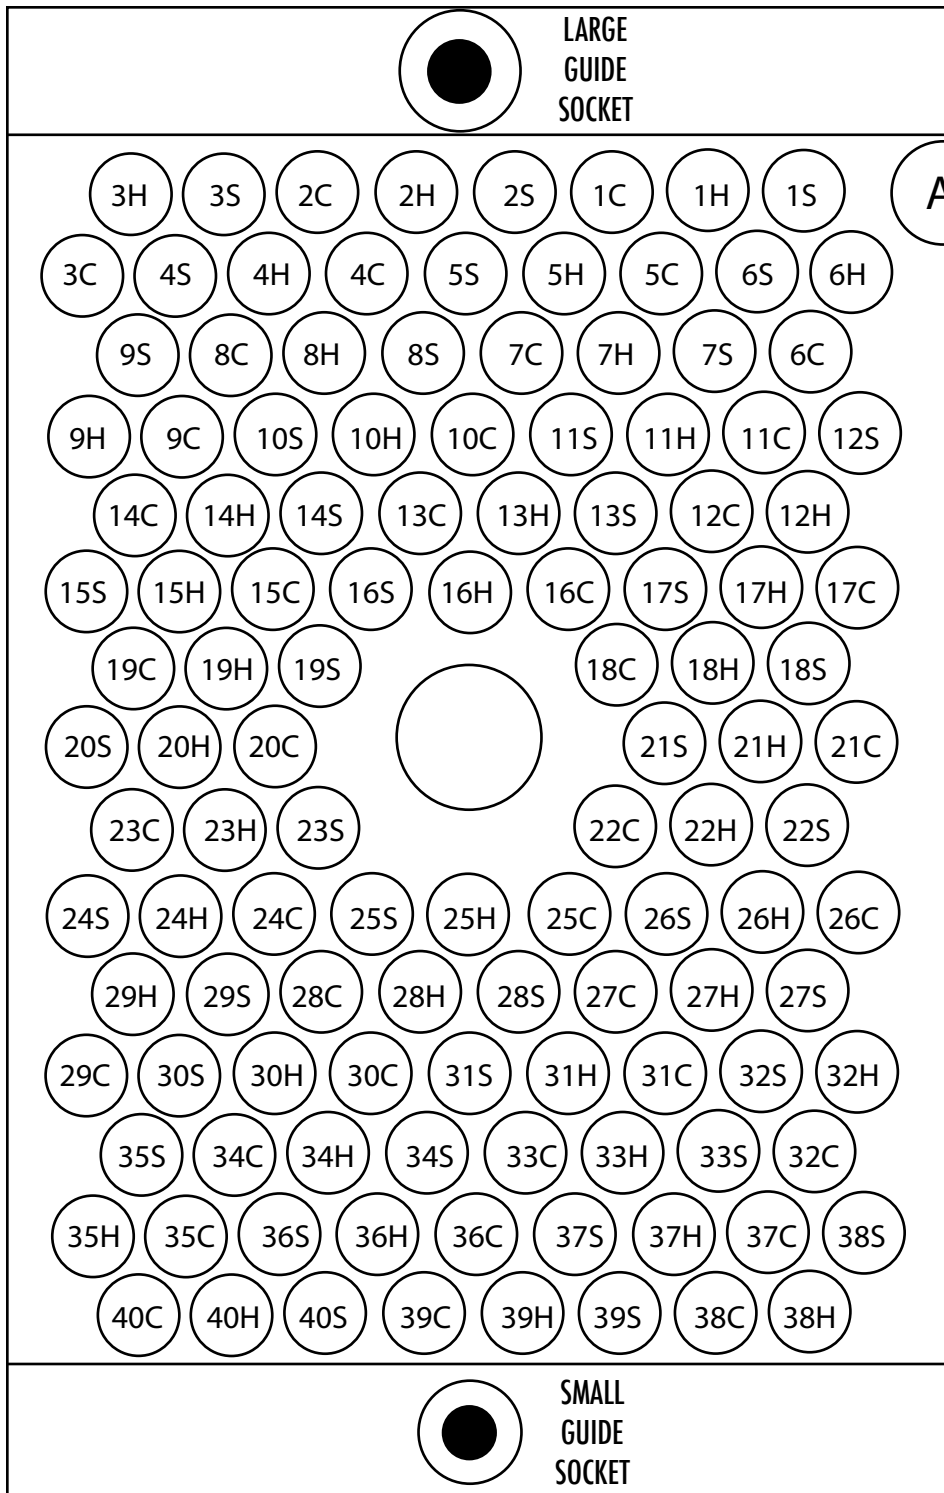 LARGE
GUIDE
SOCKET
A
3H 3S 2C 2H 2S 1C 1H 1S
3C 4S 4H 4C 5S 5H 5C 6S 6H
9S 8C 8H 8S 7C 7H 7S 6C
9H 9C 10S 10H 10C 11S 11H 11C 12S
14C 14H 14S 13C 13H 13S 12C 12H
15S 15H 15C 16S 16H 16C 17S 17H 17C
19C 19H 19S 18C 18H 18S
20S 20H 20C 21S 21H 21C
23C 23H 23S 22C 22H 22S
24S 24H 24C 25S 25H 25C 26S 26H 26C
29H 29S 28C 28H 28S 27C 27H 27S
29C 30S 30H 30C 31S 31H 31C 32S 32H
35S 34C 34H 34S 33C 33H 33S 32C
35H 35C 36S 36H 36C 37S 37H 37C 38S
40C 40H 40S 39C 39H 39S 38C 38H
SMALL
GUIDE
SOCKET